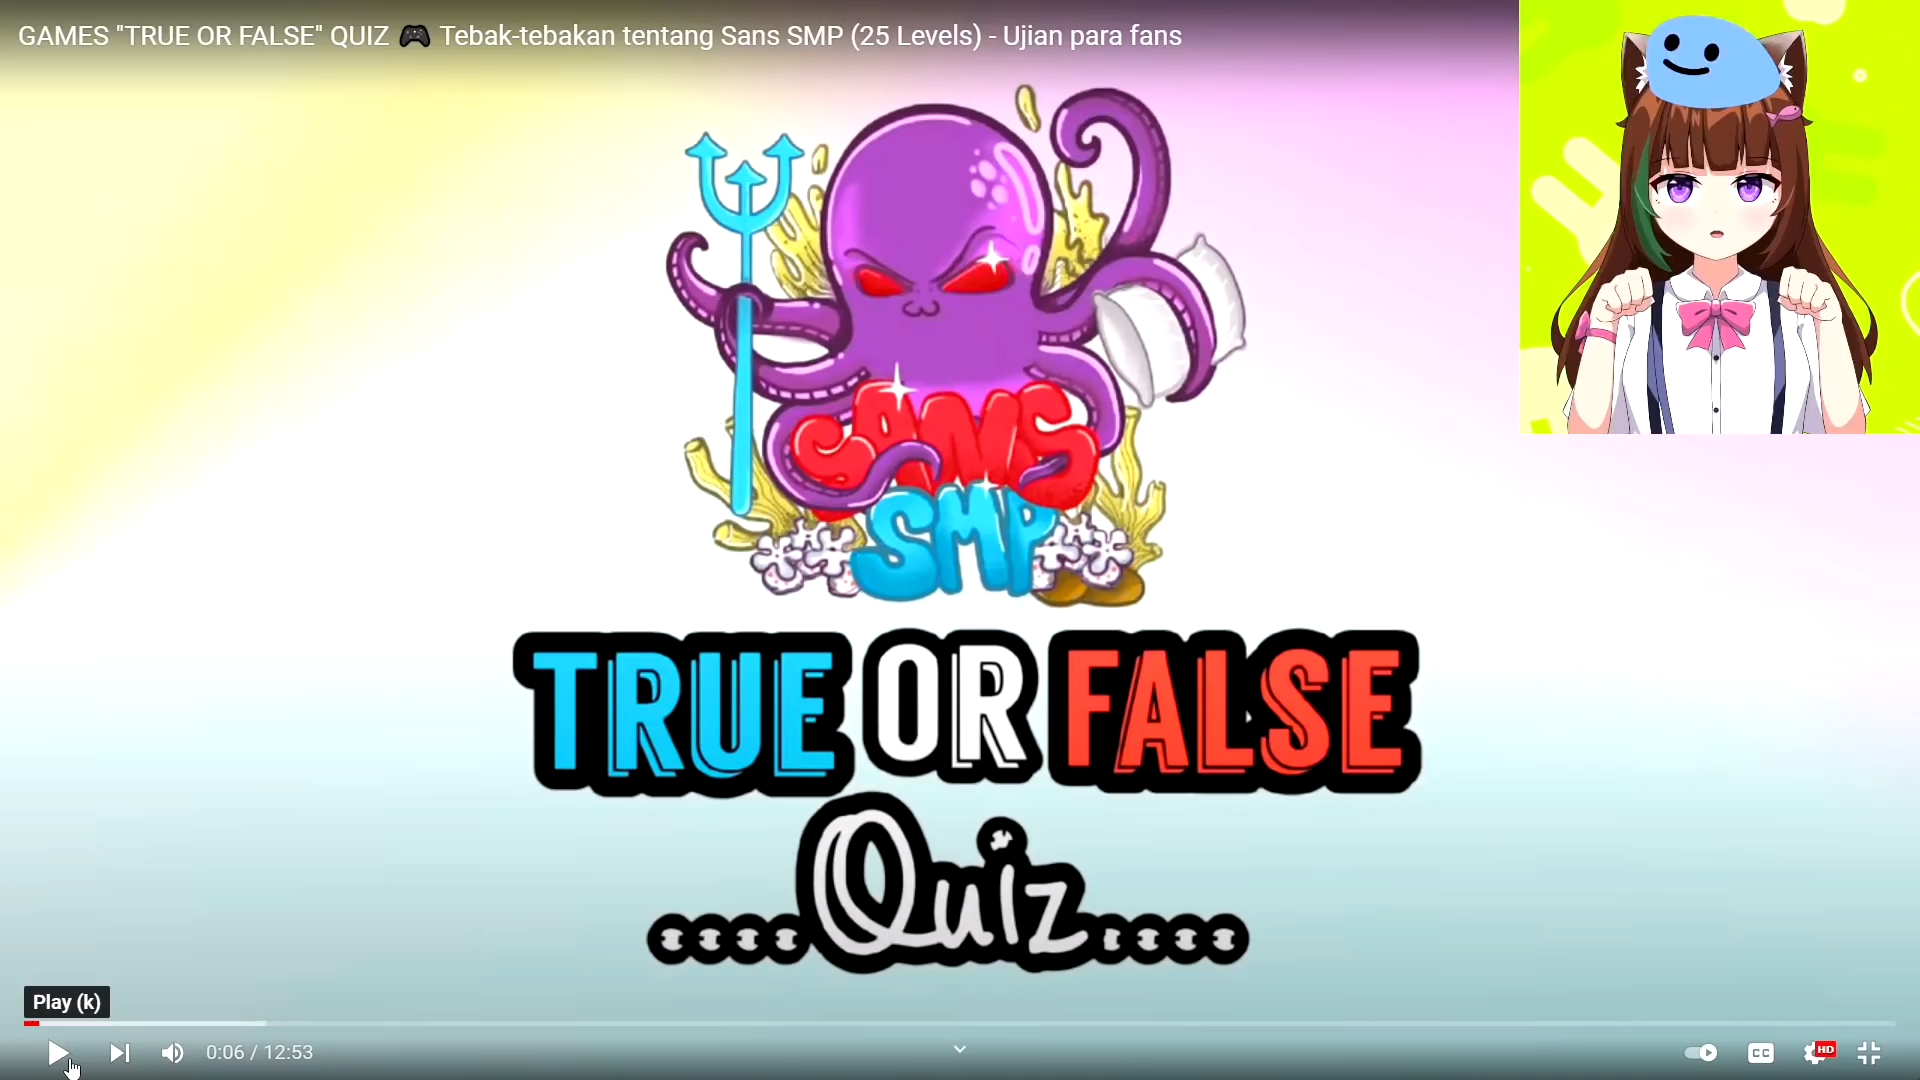 GAMES "TRUE OR FALSE" QUIZ 🎮 Tebak-tebakan tentang Sans SMP (25 Levels) - Ujian para fans
SANS
SMP
TRUE OR FALSE
Quiz
Play (k)
0:06 / 12:53
CC
HD